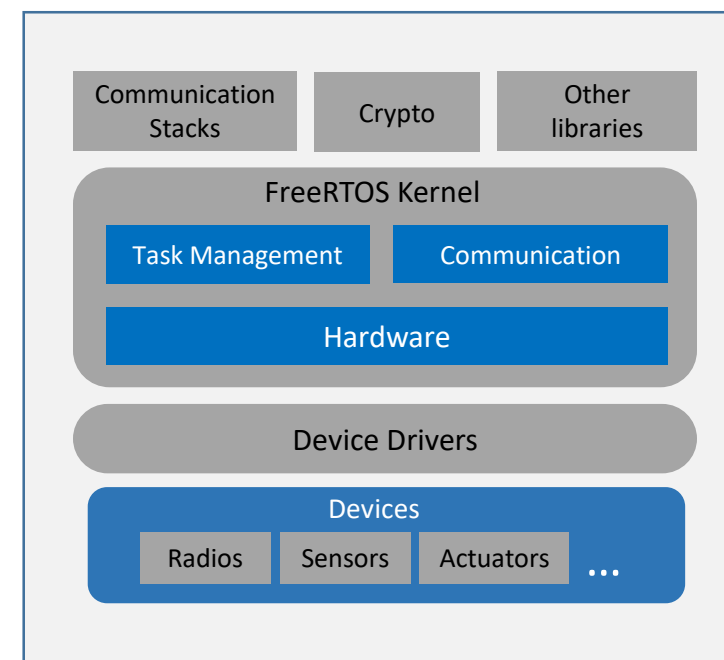 Communication
Stacks
Crypto
Other
libraries
FreeRTOS Kernel
Task Management
Communication
Hardware
Device Drivers
Devices
Radios
Sensors
Actuators
...